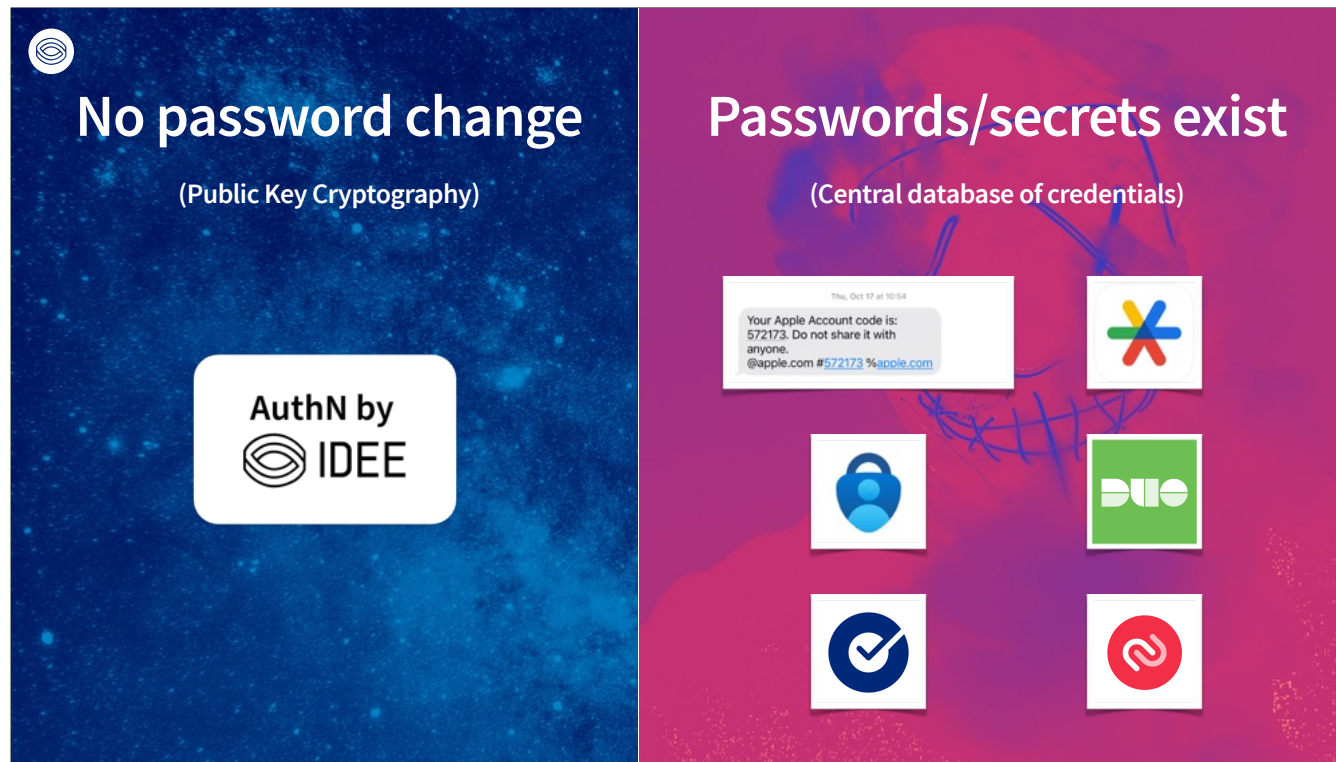 No password change
(Public Key Cryptography)
AuthN by
IDEE
Passwords/secrets exist
(Central database of credentials)
Thu, Oct 17 at 10:54
Your Apple Account code is:
572173. Do not share it with
anyone.
@apple.com #572173 %apple.com
DUO